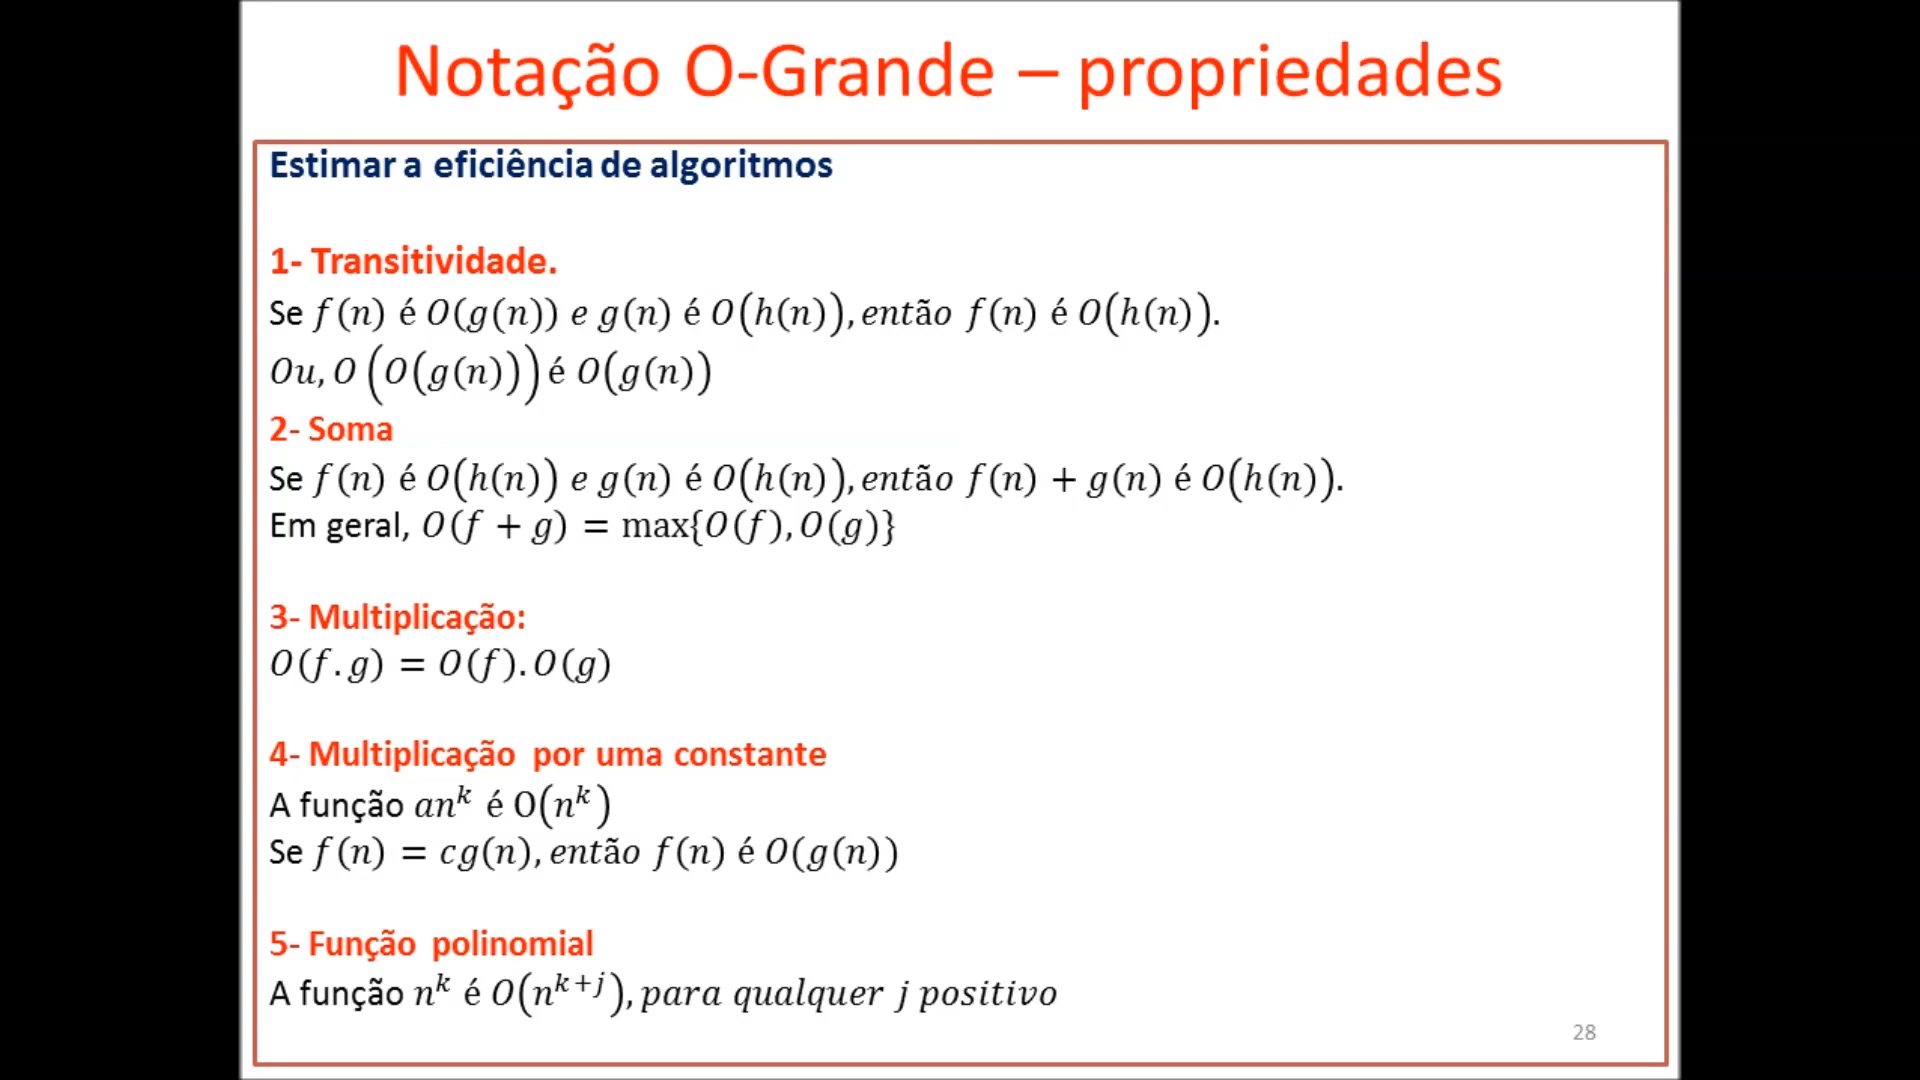 Notação O-Grande – propriedades
Estimar a eficiência de algoritmos
1- Transitividade.
Se f(n) é O(g(n)) e g(n) é O(h(n)), então f(n) é O(h(n)).
Ou, O(O(g(n))) é O(g(n))
2- Soma
Se f(n) é O(h(n)) e g(n) é O(h(n)), então f(n) + g(n) é O(h(n)).
Em geral, O(f + g) = max{O(f), O(g)}
3- Multiplicação:
O(f.g) = O(f).O(g)
4- Multiplicação por uma constante
A função an^k é O(n^k)
Se f(n) = cg(n), então f(n) é O(g(n))
5- Função polinomial
A função n^k é O(n^{k+j}), para qualquer j positivo
28